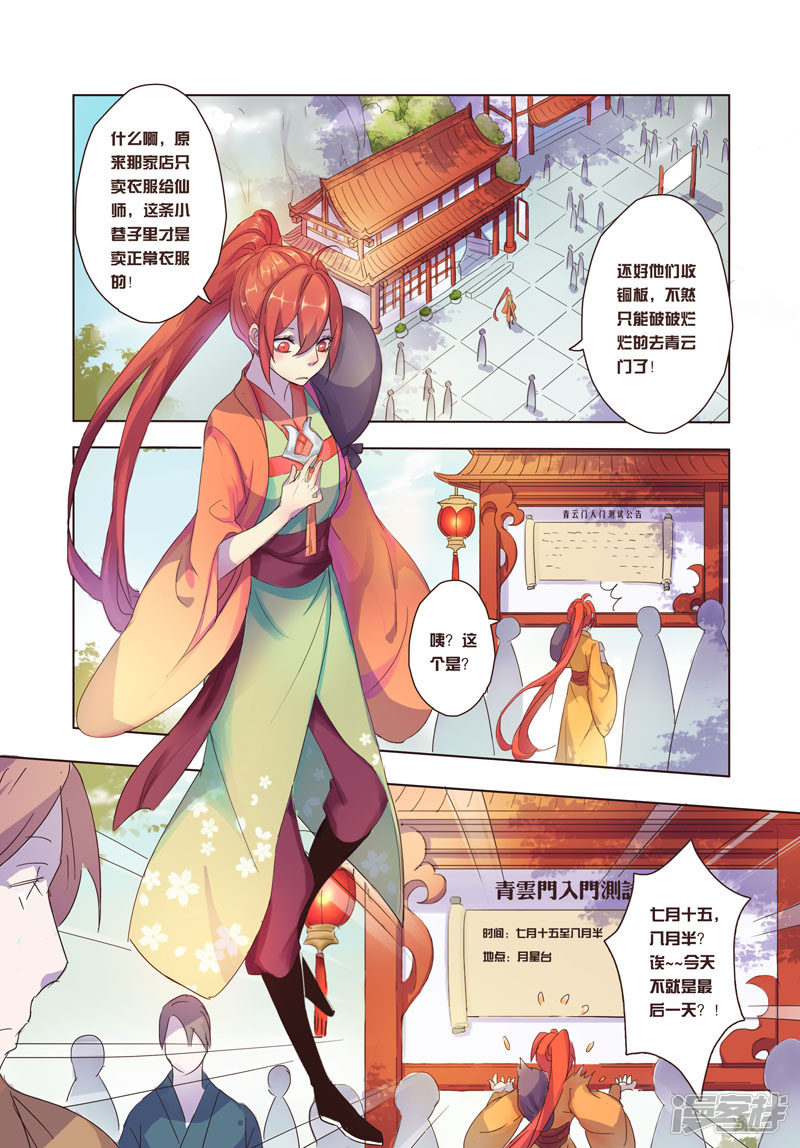 什么啊，原
来那家店只
卖衣服给仙
师，这条小
巷子里才是
卖正常衣服
的！
还好他们收
铜板，不然
只能破破烂
烂的去青云
门了！
青云门入门测试公告
咦？这
个是？
青雲門入門測試
时间：七月十五至八月半
地点：月星台
七月十五，
八月半？
诶~~今天
不就是最
后一天？！
漫客栈